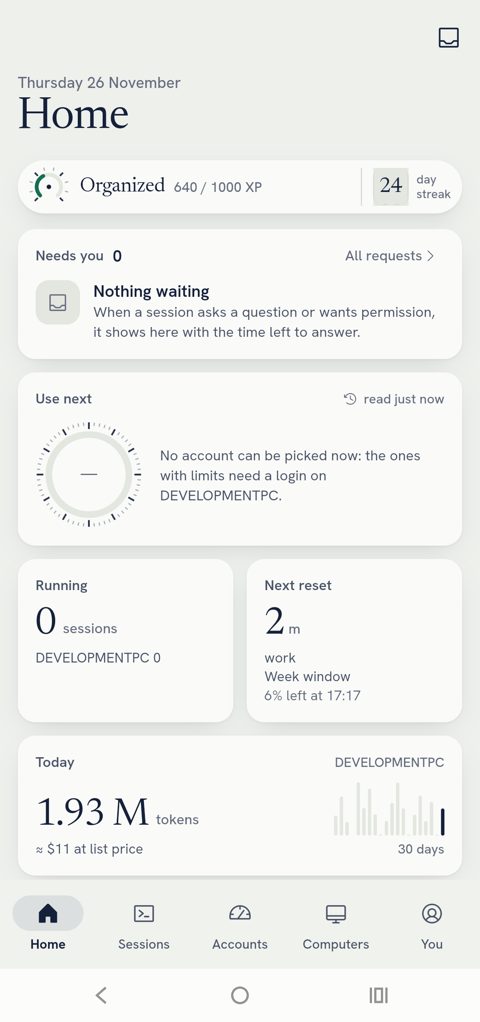 Thursday 26 November
Home
Organized 640 / 1000 XP
24 day streak
Needs you 0
All requests
Nothing waiting
When a session asks a question or wants permission,
it shows here with the time left to answer.
Use next
read just now
—
No account can be picked now: the ones
with limits need a login on
DEVELOPMENTPC.
Running
0 sessions
DEVELOPMENTPC 0
Next reset
2 m
work
Week window
6% left at 17:17
Today
DEVELOPMENTPC
1.93 M tokens
≈ $11 at list price
30 days
Home
Sessions
Accounts
Computers
You